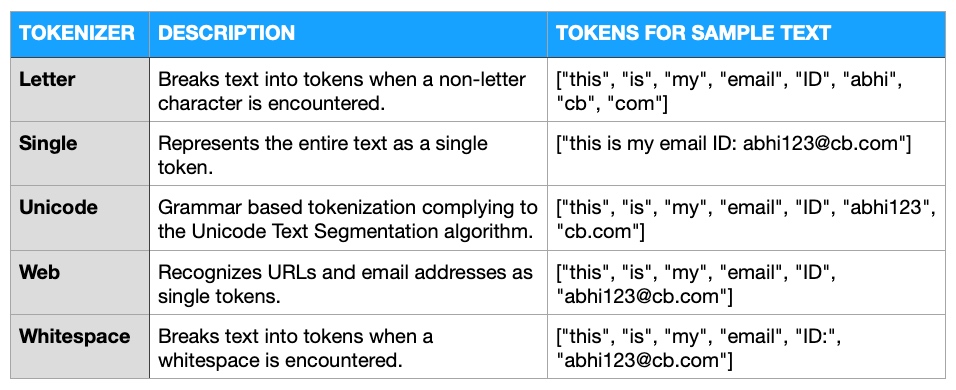 TOKENIZER DESCRIPTION TOKENS FOR SAMPLE TEXT
Letter
Breaks text into tokens when a non-letter
character is encountered.
["this", "is", "my", "email", "ID", "abhi",
"cb", "com"]
Single
Represents the entire text as a single
token.
["this is my email ID: abhi123@cb.com"]
Unicode
Grammar based tokenization complying to
the Unicode Text Segmentation algorithm.
["this", "is", "my", "email", "ID", "abhi123",
"cb.com"]
Web
Recognizes URLs and email addresses as
single tokens.
["this", "is", "my", "email", "ID",
"abhi123@cb.com"]
Whitespace
Breaks text into tokens when a
whitespace is encountered.
["this", "is", "my", "email", "ID:",
"abhi123@cb.com"]